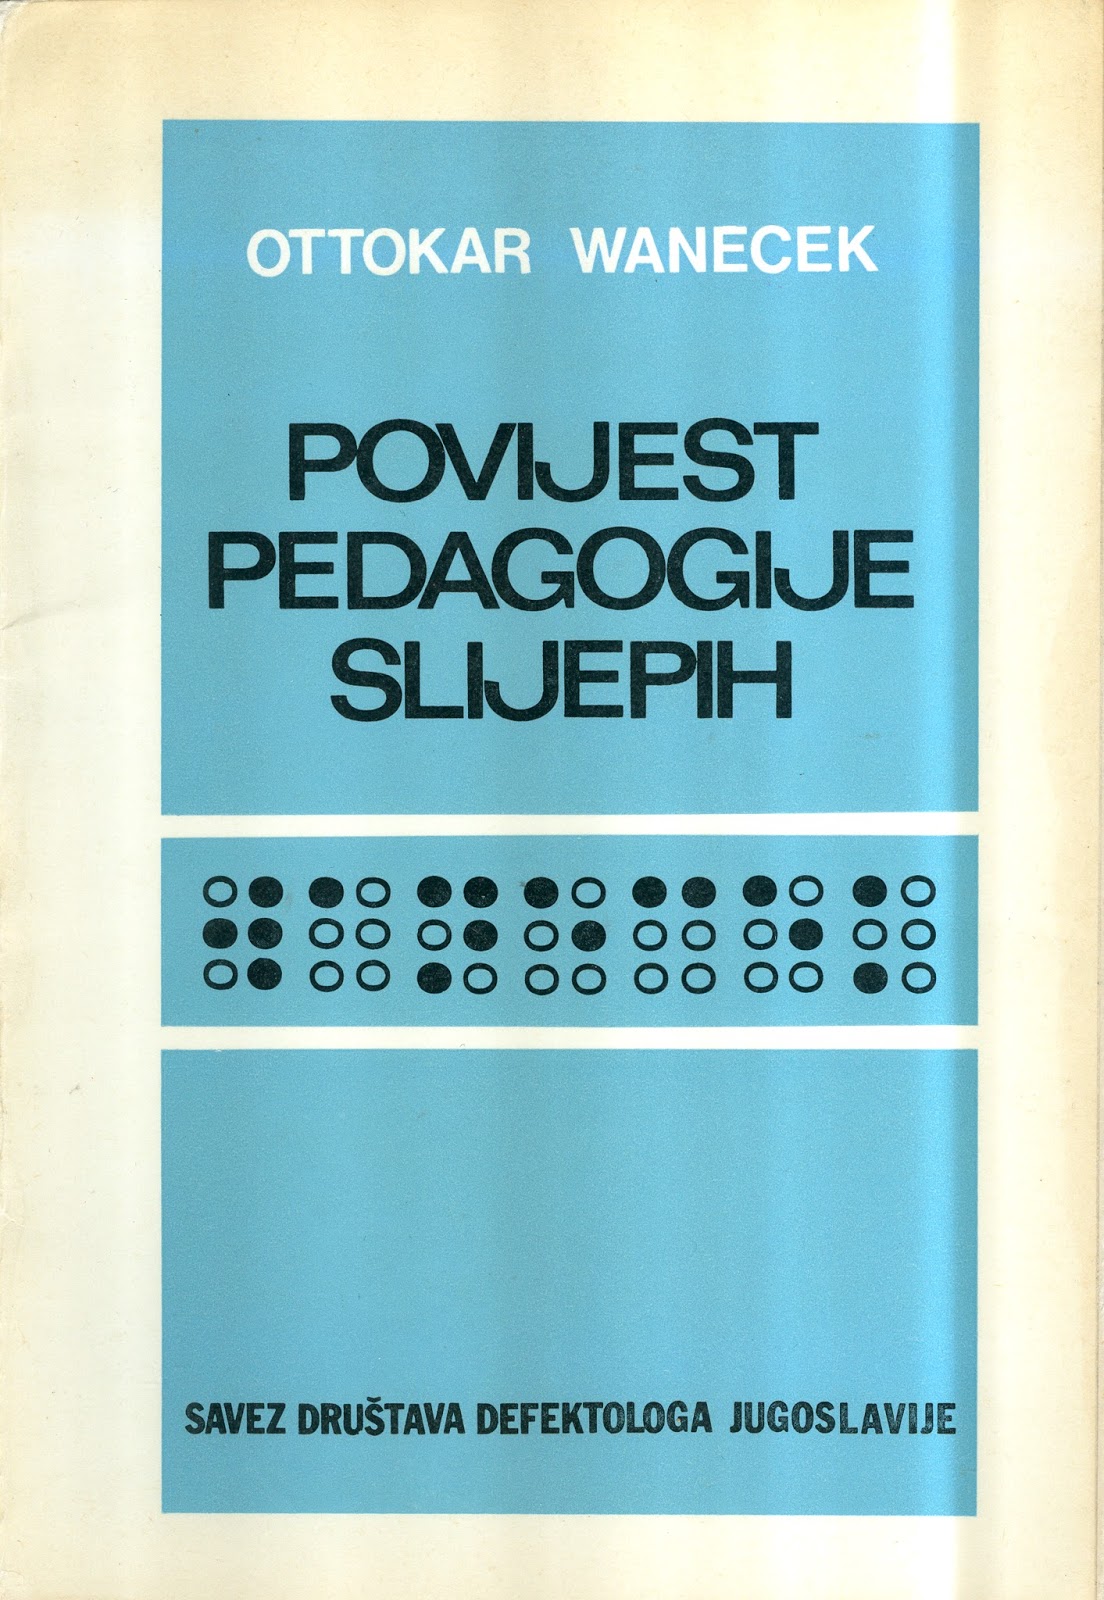 OTTOKAR WANECEK
POVIJEST
PEDAGOGIJE
SLIJEPIH
⠺⠁⠝⠑⠉⠑⠅
SAVEZ DRUŠTAVA DEFEKTOLOGA JUGOSLAVIJE